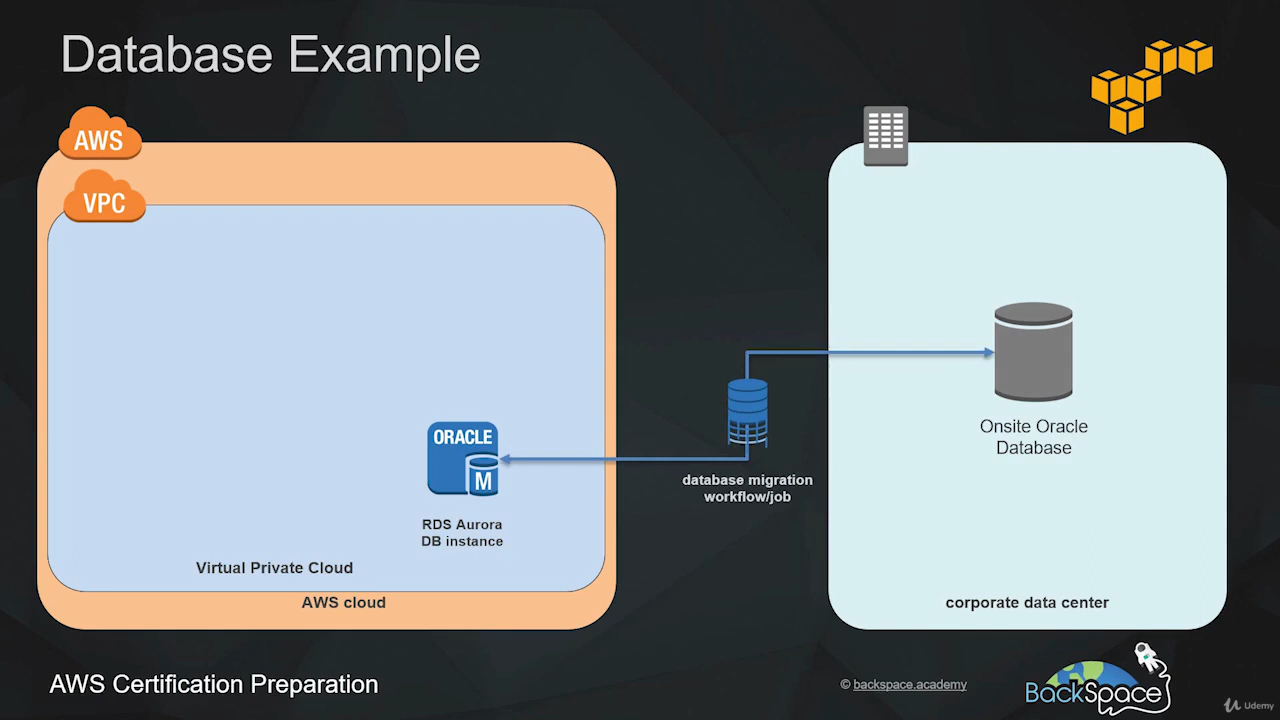 Database Example
AWS
VPC
ORACLE
M
RDS Aurora
DB instance
Virtual Private Cloud
AWS cloud
database migration
workflow/job
Onsite Oracle
Database
corporate data center
AWS Certification Preparation
© backspace.academy
BackSpace
Udemy